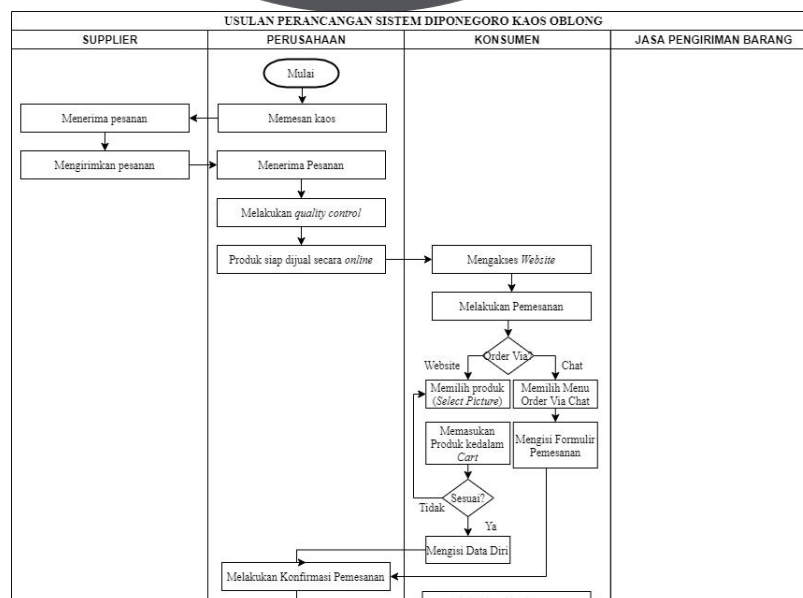 USULAN PERANCANGAN SISTEM DIPONEGORO KAOS OBLONG
SUPPLIER
PERUSAHAAN
KONSUMEN
JASA PENGIRIMAN BARANG
Mulai
Menerima pesanan
Memesan kaos
Mengirimkan pesanan
Menerima Pesanan
Melakukan quality control
Produk siap dijual secara online
Mengakses Website
Melakukan Pemesanan
Order Via?
Website
Chat
Memilih produk
(Select Picture)
Memilih Menu
Order Via Chat
Memasukan
Produk kedalam
Cart
Mengisi Formulir
Pemesanan
Sesuai?
Tidak
Ya
Mengisi Data Diri
Melakukan Konfirmasi Pemesanan